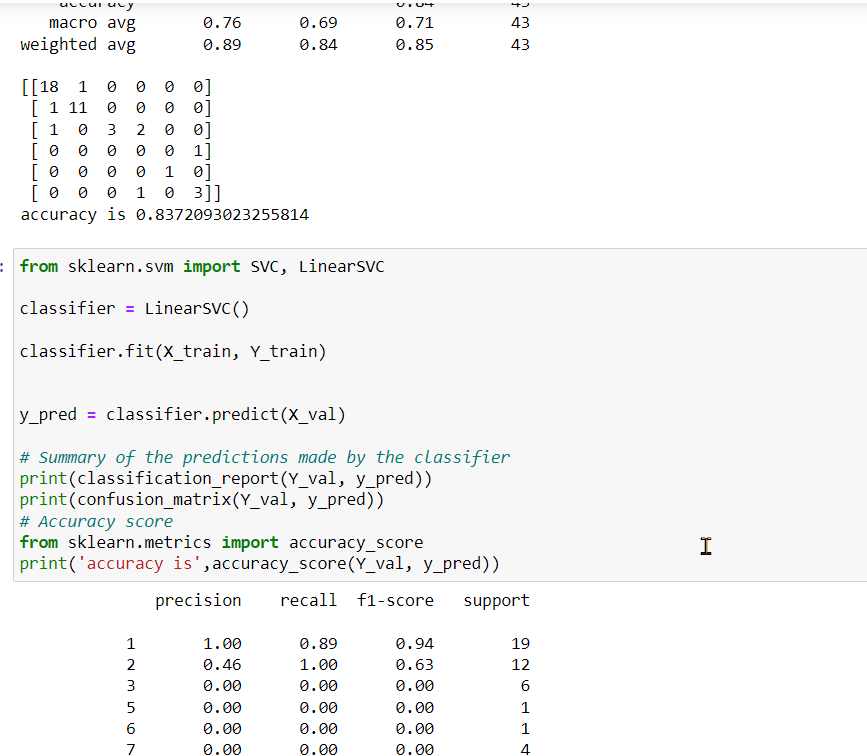 accuracy 0.84 43
macro avg 0.76 0.69 0.71 43
weighted avg 0.89 0.84 0.85 43
[[18 1 0 0 0 0]
[ 1 11 0 0 0 0]
[ 1 0 3 2 0 0]
[ 0 0 0 0 0 1]
[ 0 0 0 0 1 0]
[ 0 0 0 1 0 3]]
accuracy is 0.8372093023255814
:
from sklearn.svm import SVC, LinearSVC
classifier = LinearSVC()
classifier.fit(X_train, Y_train)
y_pred = classifier.predict(X_val)
# Summary of the predictions made by the classifier
print(classification_report(Y_val, y_pred))
print(confusion_matrix(Y_val, y_pred))
# Accuracy score
from sklearn.metrics import accuracy_score
print('accuracy is',accuracy_score(Y_val, y_pred))
precision recall f1-score support
1 1.00 0.89 0.94 19
2 0.46 1.00 0.63 12
3 0.00 0.00 0.00 6
5 0.00 0.00 0.00 1
6 0.00 0.00 0.00 1
7 0.00 0.00 0.00 4